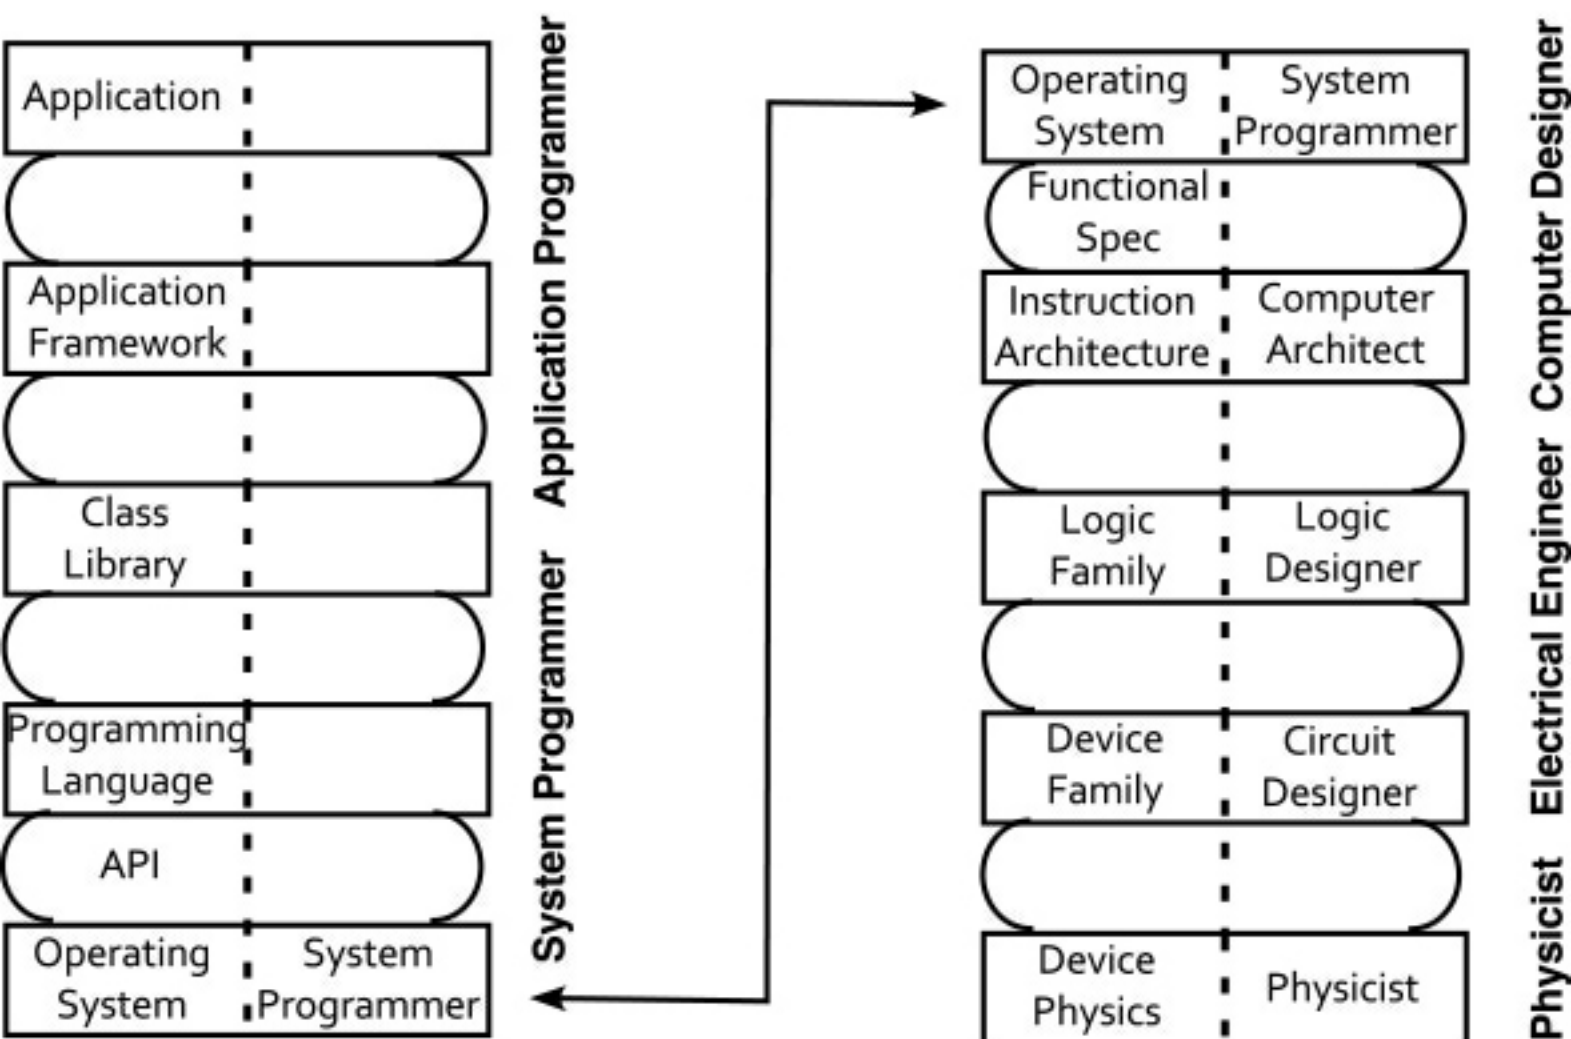 Application
Application
Framework
Class
Library
Programming
Language
API
Operating
System
System
Programmer
Application Programmer
System Programmer
Operating
System
System
Programmer
Functional
Spec
Instruction
Architecture
Computer
Architect
Logic
Family
Logic
Designer
Device
Family
Circuit
Designer
Device
Physics
Physicist
Computer Designer
Electrical Engineer
Physicist